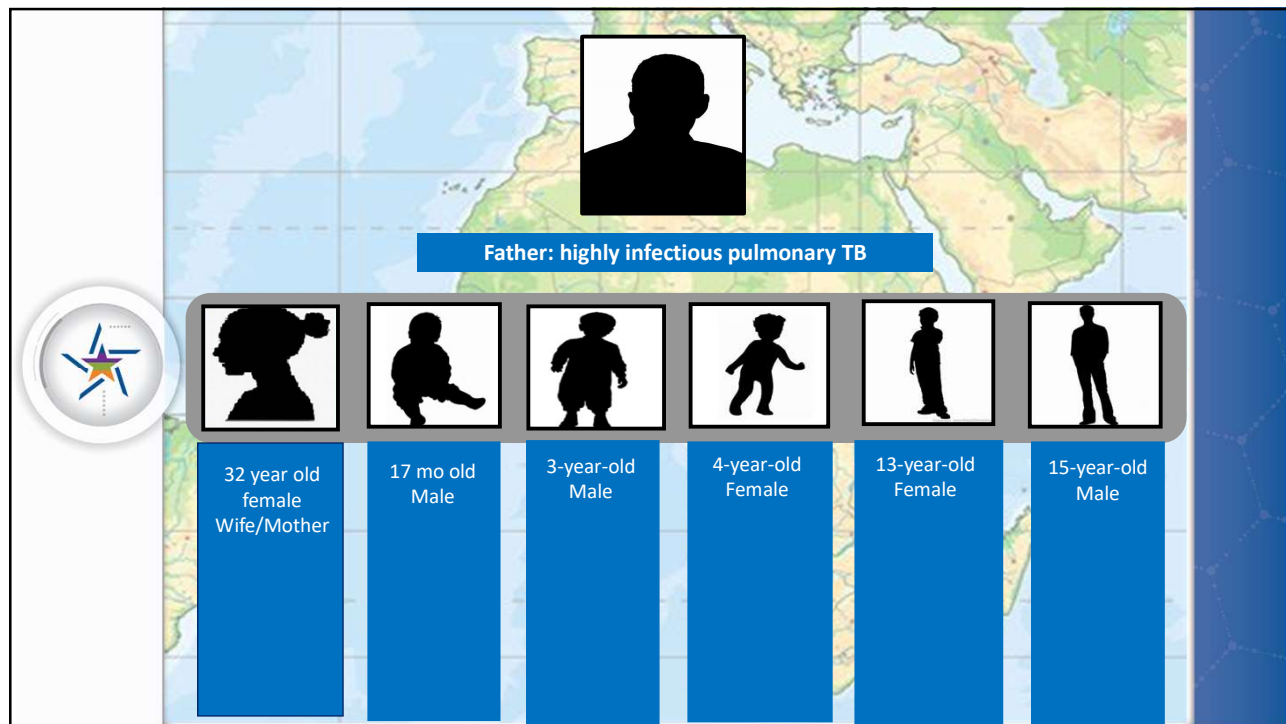 Father: highly infectious pulmonary TB
32 year old
female
Wife/Mother
17 mo old
Male
3-year-old
Male
4-year-old
Female
13-year-old
Female
15-year-old
Male